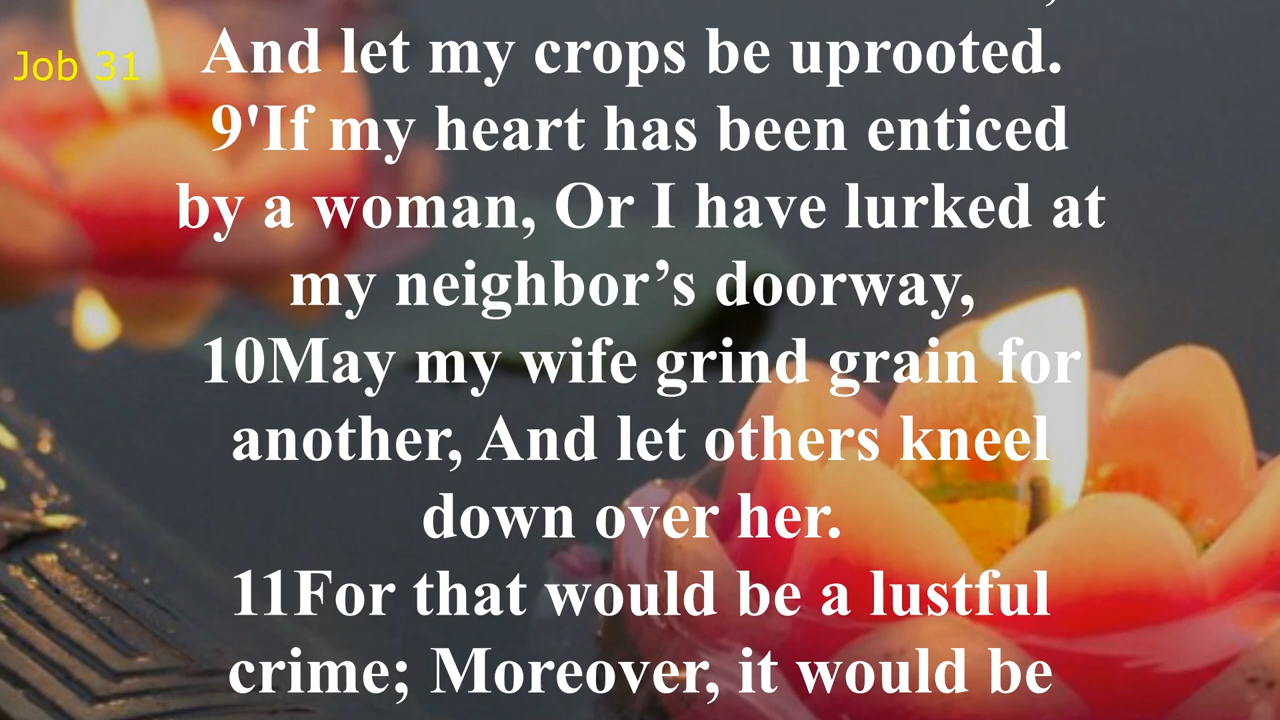 Job 31
And let my crops be uprooted.
9'If my heart has been enticed
by a woman, Or I have lurked at
my neighbor’s doorway,
10May my wife grind grain for
another, And let others kneel
down over her.
11For that would be a lustful
crime; Moreover, it would be